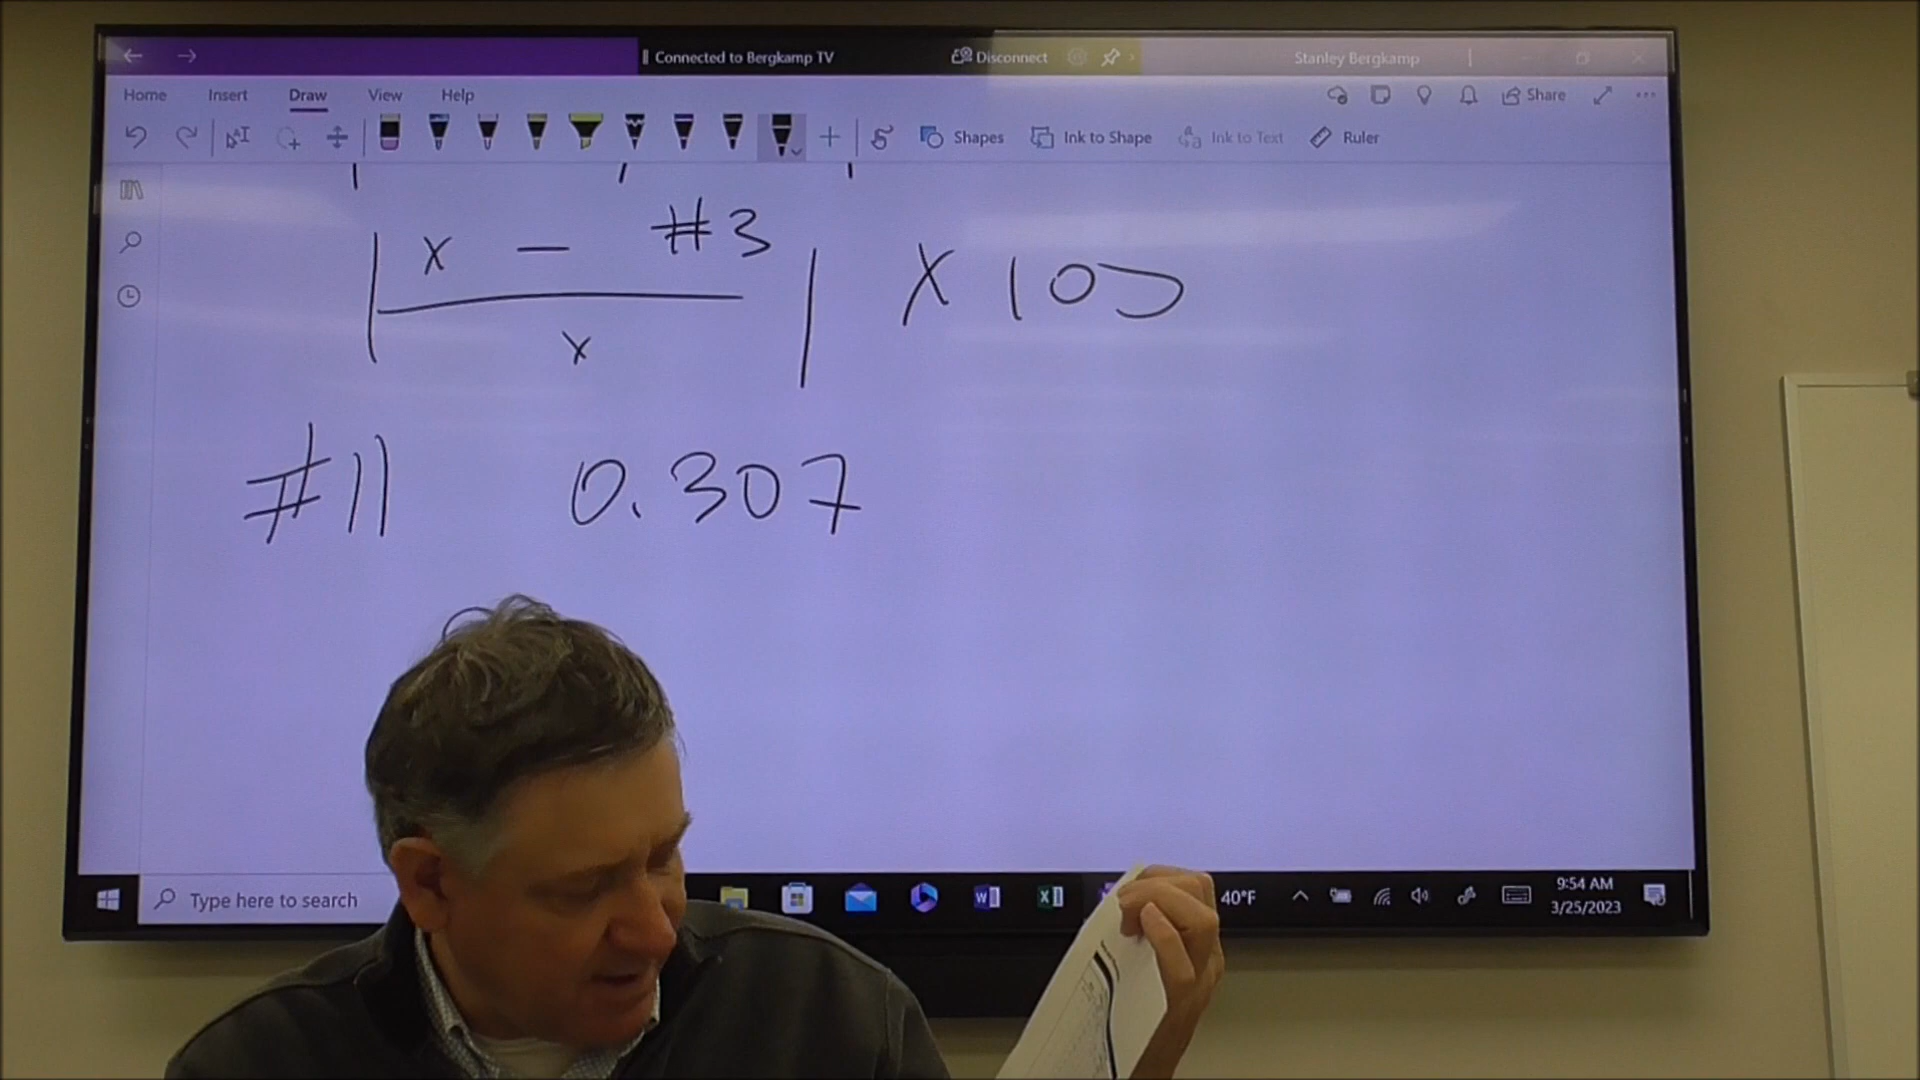 Connected to Bergkamp TV Disconnect Stanley Bergkamp
Home Insert Draw View Help Share
Shapes Ink to Shape Ink to Text Ruler
x - #3
x
X 100
#11 0.307
Type here to search
40°F
9:54 AM
3/25/2023